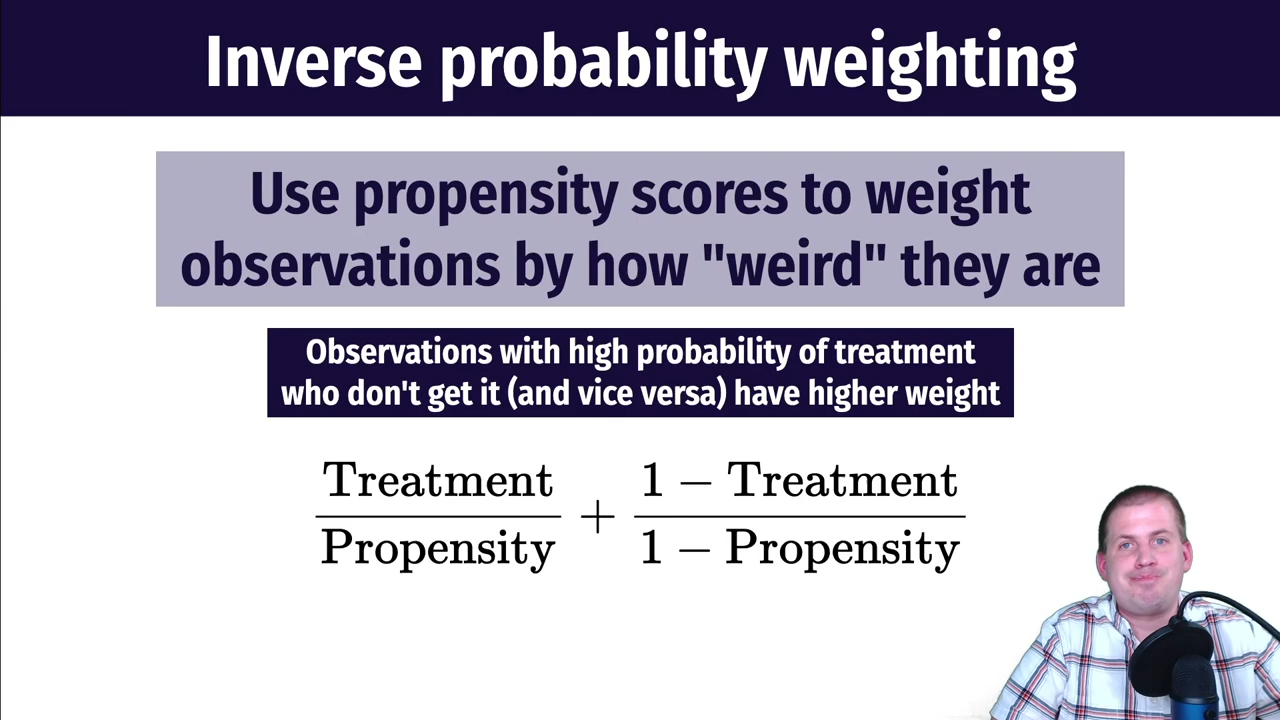 Inverse probability weighting
Use propensity scores to weight
observations by how "weird" they are
Observations with high probability of treatment
who don't get it (and vice versa) have higher weight
Treatment
Propensity
+
1 − Treatment
1 − Propensity